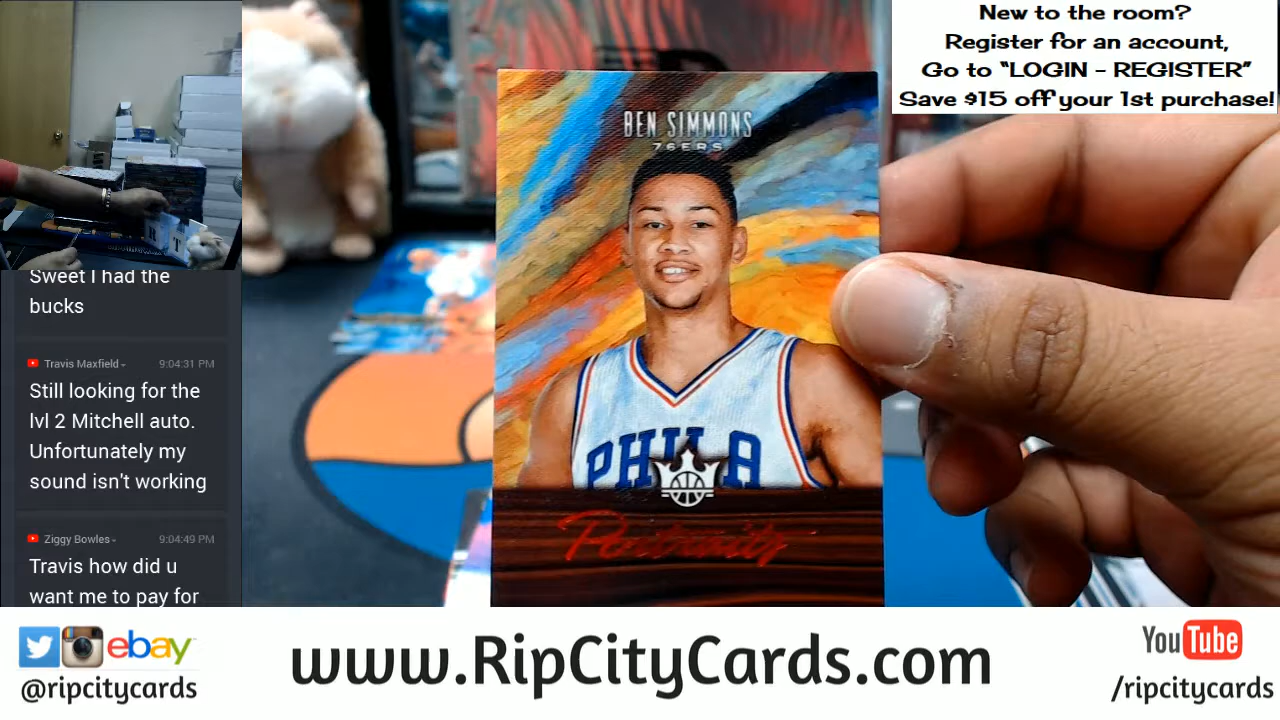 New to the room?
Register for an account,
Go to "LOGIN - REGISTER"
Save $15 off your 1st purchase!
BEN SIMMONS
76ERS
PHILA
Portraits
Sweet I had the
bucks
Travis Maxfield
9:04:31 PM
Still looking for the
lvl 2 Mitchell auto.
Unfortunately my
sound isn't working
Ziggy Bowles
9:04:49 PM
Travis how did u
want me to pay for
ebay
@ripcitycards
www.RipCityCards.com
YouTube
/ripcitycards